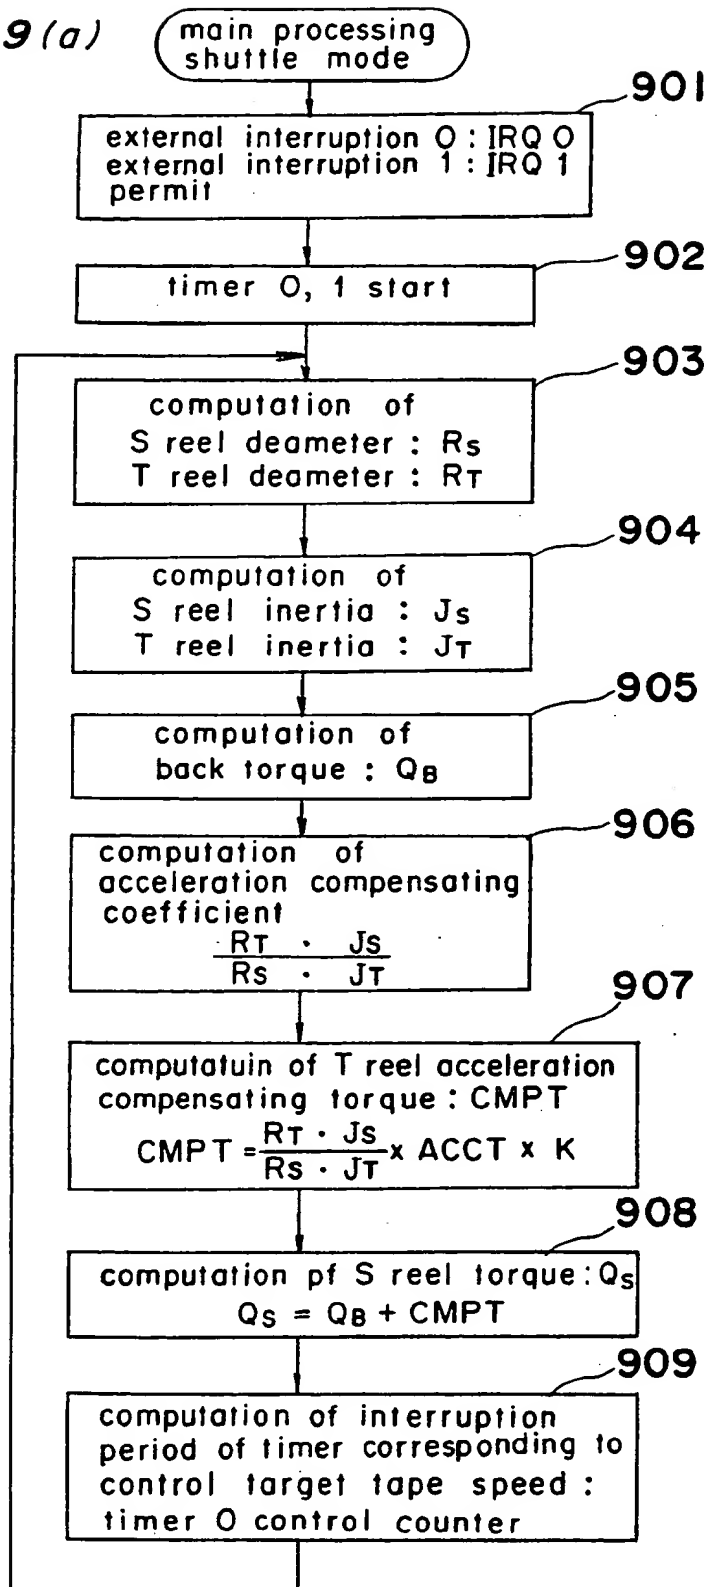 9 (a)
main processing
shuttle mode
901
external interruption 0 : IRQ 0
external interruption 1 : IRQ 1
permit
902
timer 0, 1 start
903
computation of
S reel deameter : RS
T reel deameter : RT
904
computation of
S reel inertia : JS
T reel inertia : JT
905
computation of
back torque : QB
906
computation of
acceleration compensating
coefficient
RT · JS
RS · JT
907
computatuin of T reel acceleration
compensating torque : CMPT
CMPT = RT · JS / RS · JT x ACCT x K
908
computation pf S reel torque : QS
QS = QB + CMPT
909
computation of interruption
period of timer corresponding to
control target tape speed :
timer 0 control counter